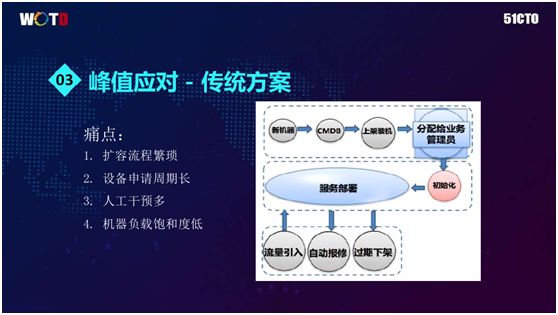 WOTD
51CTO
03 峰值应对 - 传统方案
痛点：
1. 扩容流程繁琐
2. 设备申请周期长
3. 人工干预多
4. 机器负载饱和度低
新机器
CMDB
上架装机
分配给业务
管理员
服务部署
初始化
流量引入
自动报修
过期下架